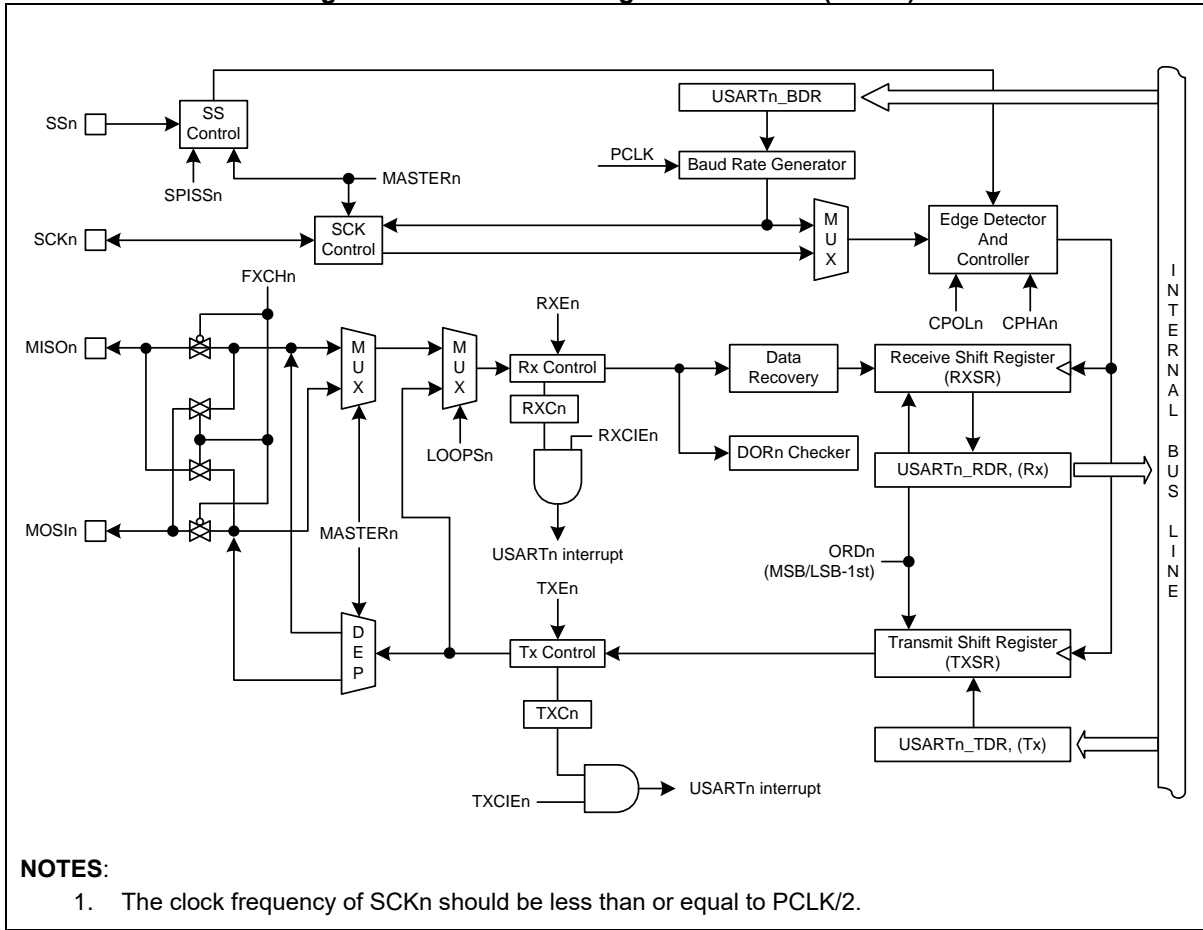 USARTn_BDR
SSn
SS
Control
PCLK
Baud Rate Generator
SPISSn
MASTERn
M
U
X
SCKn
SCK
Control
Edge Detector
And
Controller
FXCHn
CPOLn
CPHAn
RXEn
MISOn
M
U
X
M
U
X
Rx Control
Data
Recovery
Receive Shift Register
(RXSR)
RXCn
RXCIEn
LOOPSn
DORn Checker
USARTn_RDR, (Rx)
MOSIn
MASTERn
USARTn interrupt
ORDn
(MSB/LSB-1st)
TXEn
D
E
P
Tx Control
Transmit Shift Register
(TXSR)
TXCn
USARTn_TDR, (Tx)
TXCIEn
USARTn interrupt
I
N
T
E
R
N
A
L
B
U
S
L
I
N
E
NOTES:
1. The clock frequency of SCKn should be less than or equal to PCLK/2.